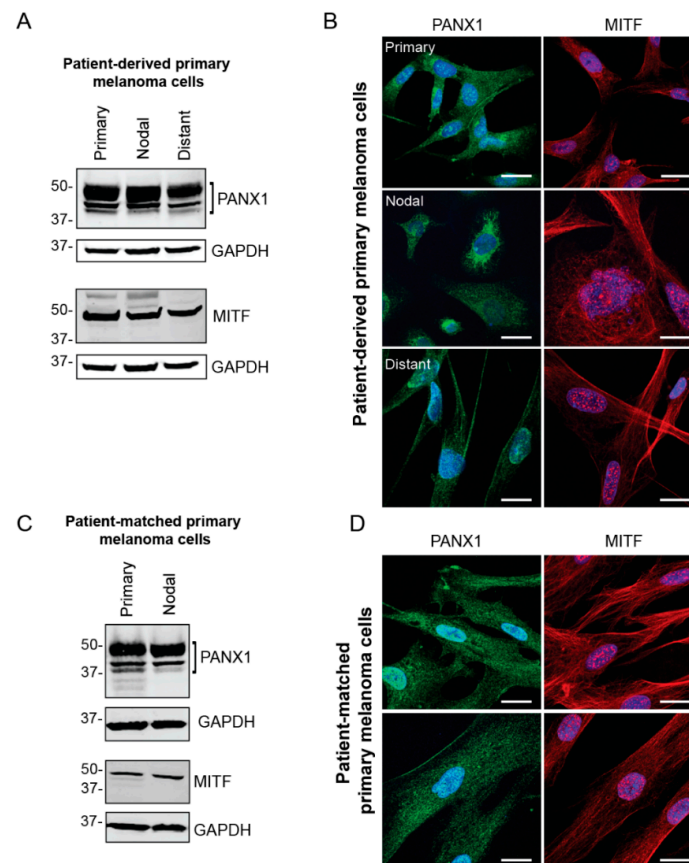 A
Patient-derived primary
melanoma cells
Primary
Nodal
Distant
50-
37-
PANX1
37-
GAPDH
50-
37-
MITF
37-
GAPDH
B
PANX1
MITF
Patient-derived primary melanoma cells
Primary
Nodal
Distant
C
Patient-matched primary
melanoma cells
Primary
Nodal
50-
37-
PANX1
37-
GAPDH
50-
37-
MITF
37-
GAPDH
D
PANX1
MITF
Patient-matched
primary melanoma cells